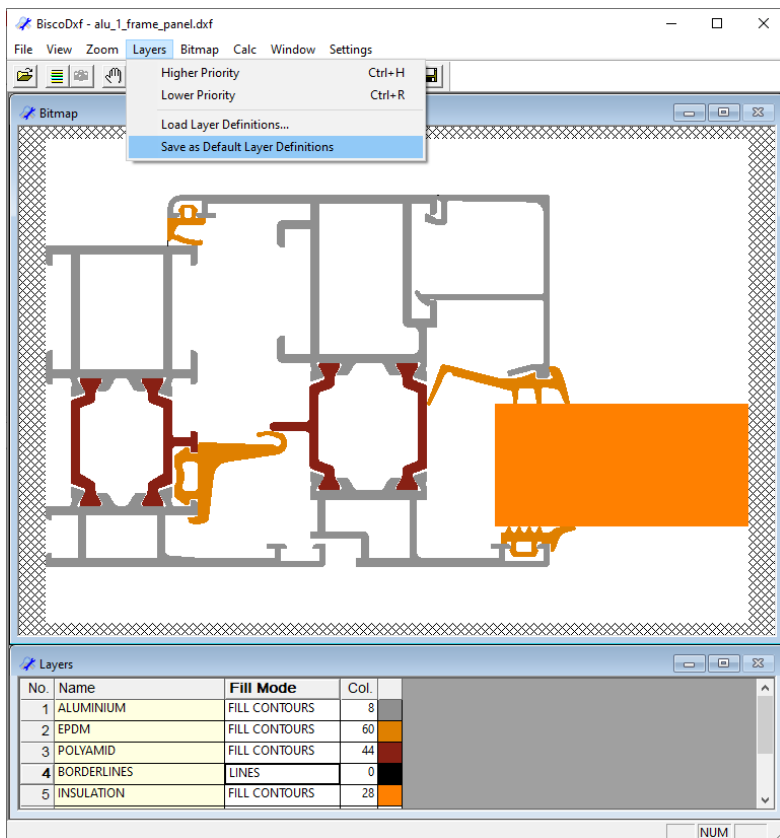 BiscoDxf - alu_1_frame_panel.dxf
File View Zoom Layers Bitmap Calc Window Settings
Higher Priority Ctrl+H
Lower Priority Ctrl+R
Load Layer Definitions...
Save as Default Layer Definitions
Bitmap
Layers
No. Name Fill Mode Col.
1 ALUMINIUM FILL CONTOURS 8
2 EPDM FILL CONTOURS 60
3 POLYAMID FILL CONTOURS 44
4 BORDERLINES LINES 0
5 INSULATION FILL CONTOURS 28
NUM